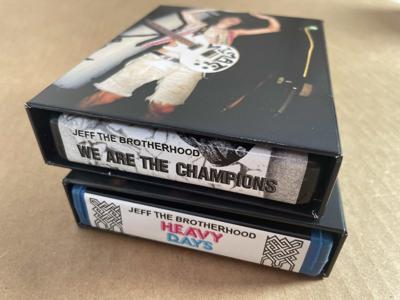 JEFF THE BROTHERHOOD
WE ARE THE CHAMPIONS
JEFF THE BROTHERHOOD
HEAVY
DAYS